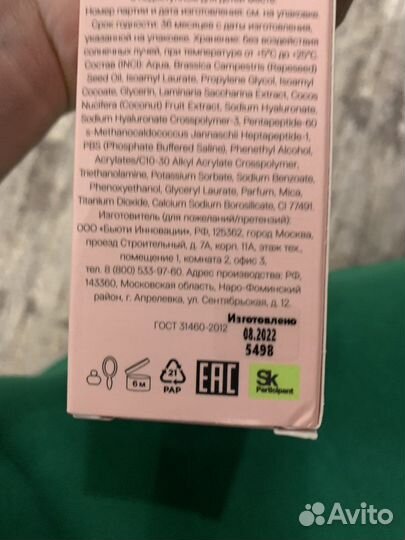 Номер партии и дата изготовления: см. на упаковке.
Срок годности: 36 месяцев с даты изготовления,
указанной на упаковке. Хранение: без воздействия
солнечных лучей, при температуре от +5°C до +25°C
Состав (INCI): Aqua, Brassica Campestris (Rapeseed)
Seed Oil, Isoamyl Laurate, Propylene Glycol, Isoamyl
Cocoate, Glycerin, Laminaria Saccharina Extract, Cocos
Nucifera (Coconut) Fruit Extract, Sodium Hyaluronate,
Sodium Hyaluronate Crosspolymer-3, Pentapeptide-60
s-Methanocaldococcus Jannaschii Heptapeptide-1,
PBS (Phosphate Buffered Saline), Phenethyl Alcohol,
Acrylates/C10-30 Alkyl Acrylate Crosspolymer,
Triethanolamine, Potassium Sorbate, Sodium Benzoate,
Phenoxyethanol, Glyceryl Laurate, Parfum, Mica,
Titanium Dioxide, Calcium Sodium Borosilicate, CI 77491.
Изготовитель (для пожеланий/претензий):
ООО «Бьюти Инновации», РФ, 125362, город Москва,
проезд Строительный, д. 7А, корп. 11А, этаж тех.,
помещение 1, комната 2, офис 3,
тел. 8 (800) 533-97-60. Адрес производства: РФ,
143360, Московская область, Наро-Фоминский
район, г. Апрелевка, ул. Сентябрьская, д. 12.
ГОСТ 31460-2012
Изготовлено
08.2022
5498
6 м
21
PAP
EAC
Sk
Participant
Avito